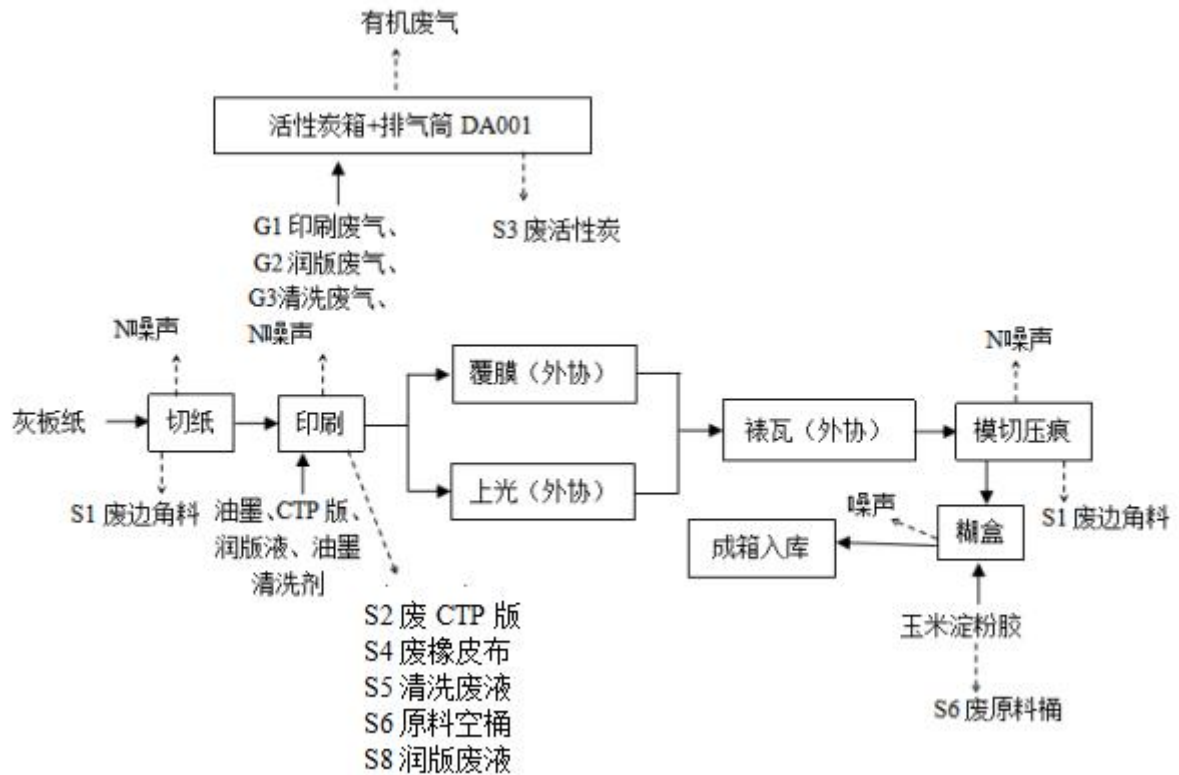 有机废气
活性炭箱+排气筒 DA001
G1 印刷废气、
G2 润版废气、
G3清洗废气、
N噪声
S3 废活性炭
N噪声
N噪声
灰板纸
切纸
印刷
覆膜（外协）
上光（外协）
裱瓦（外协）
模切压痕
S1 废边角料
油墨、CTP 版、
润版液、油墨
清洗剂
噪声
S1 废边角料
成箱入库
糊盒
S2 废 CTP 版
S4 废橡皮布
S5 清洗废液
S6 原料空桶
S8 润版废液
玉米淀粉胶
S6 废原料桶